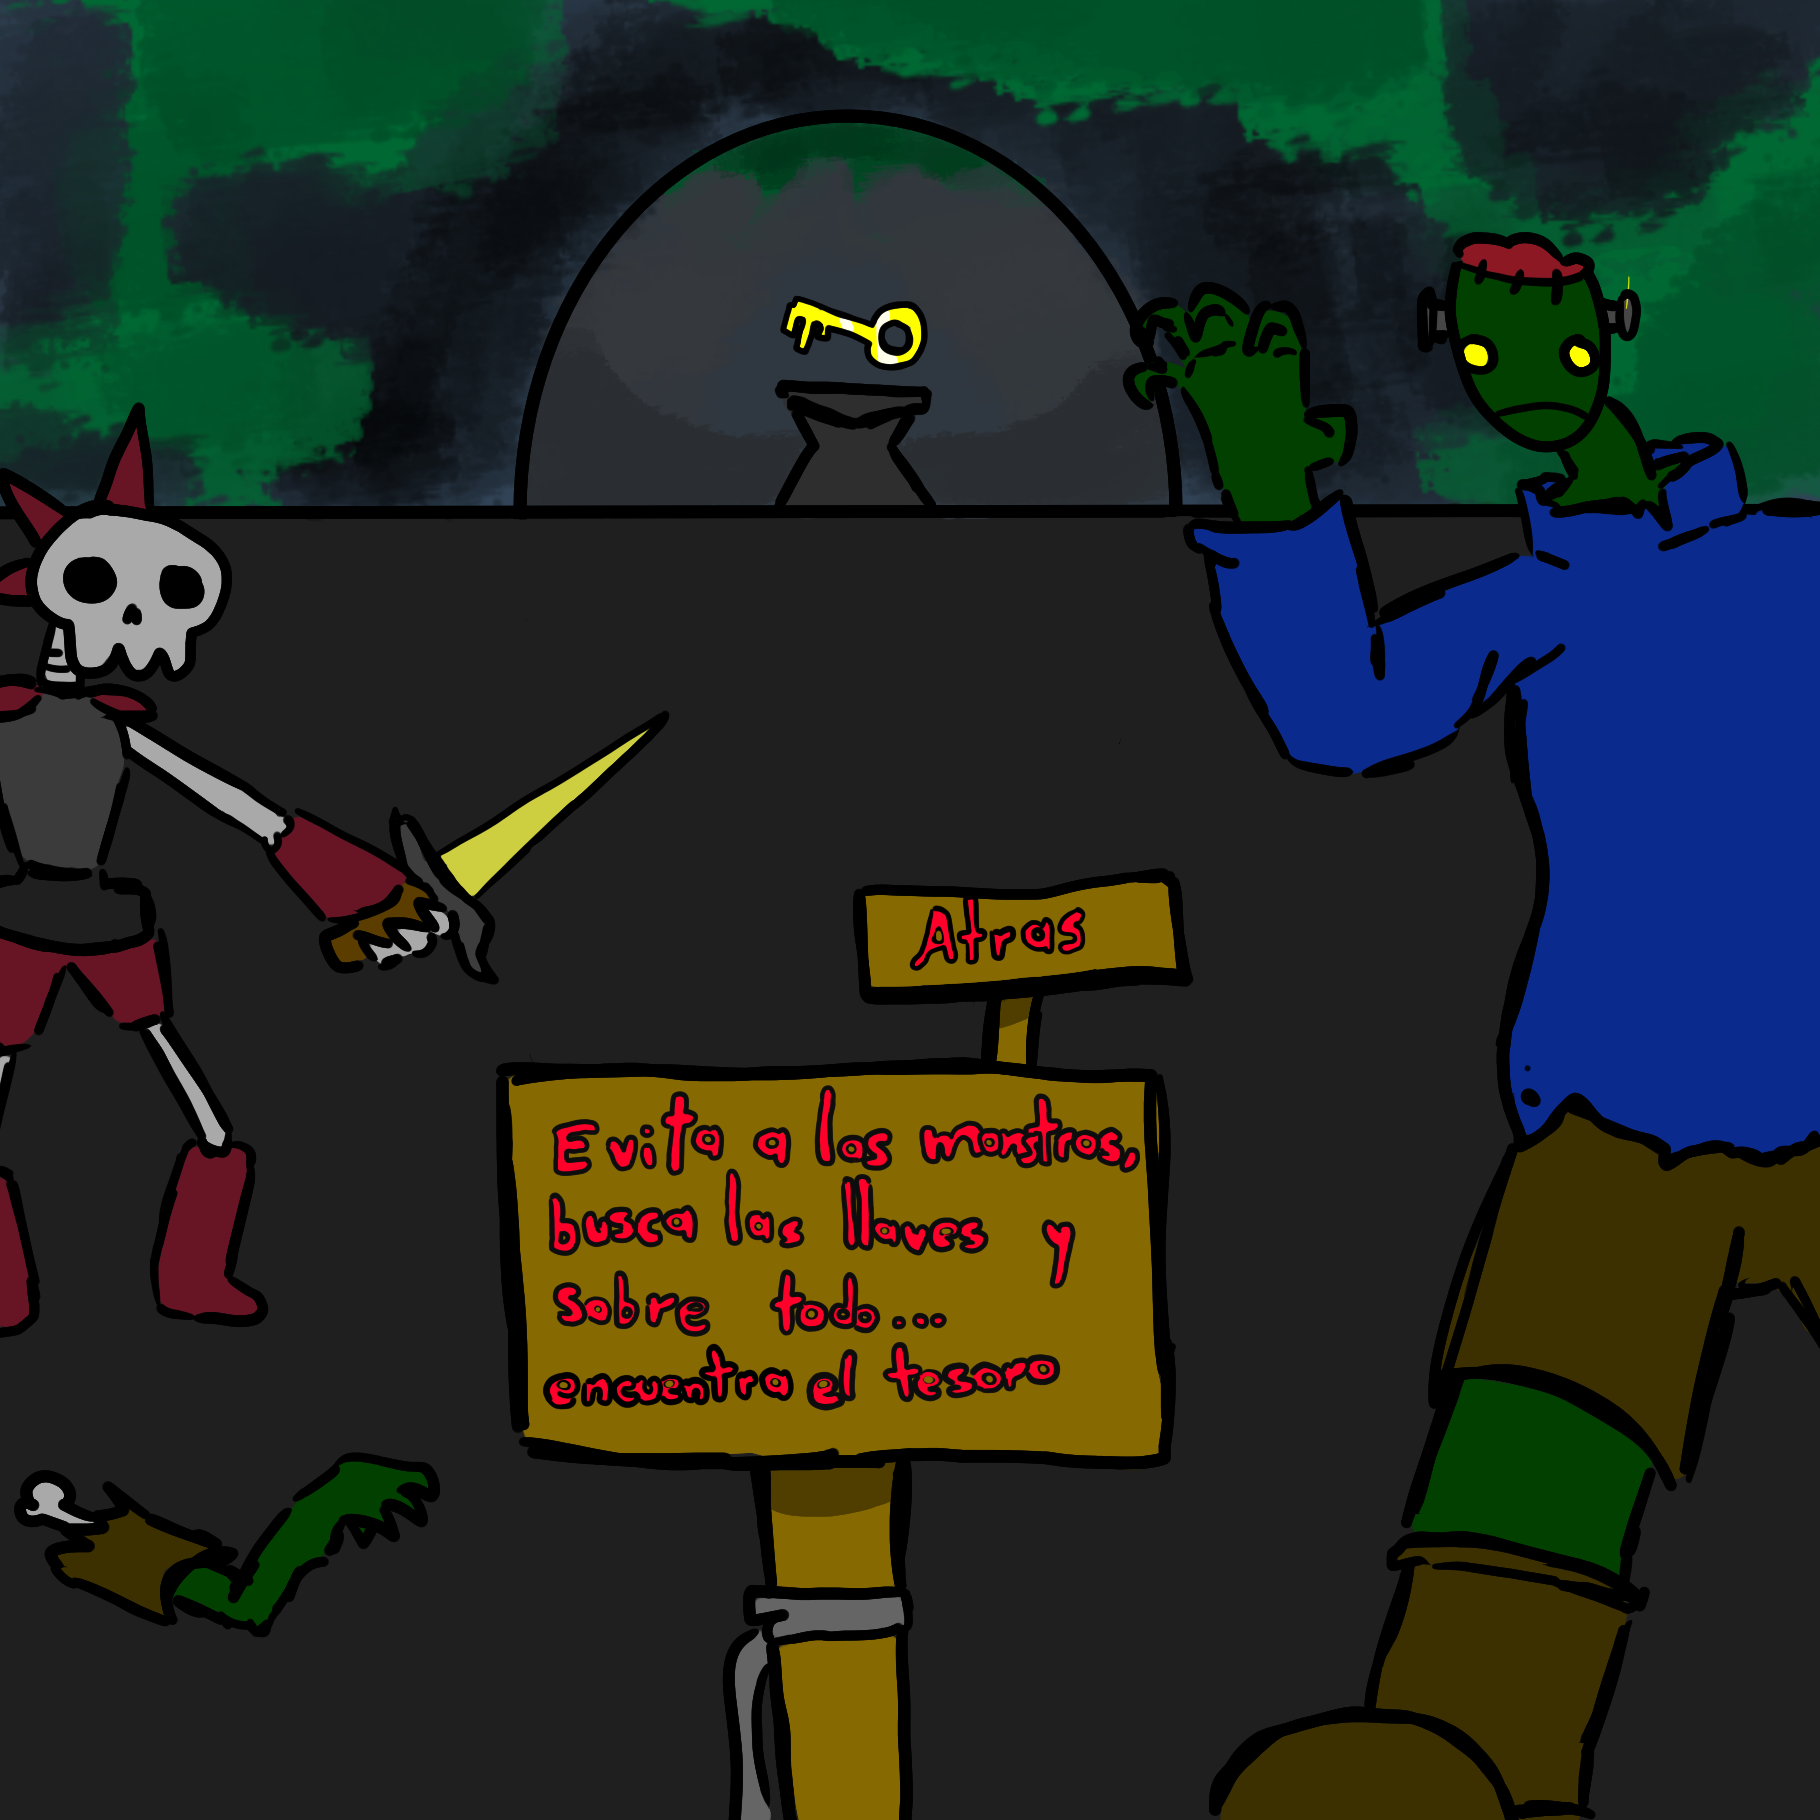 Atras
Evita a los monstros,
busca las llaves y
Sobre todo...
encuentra el tesoro